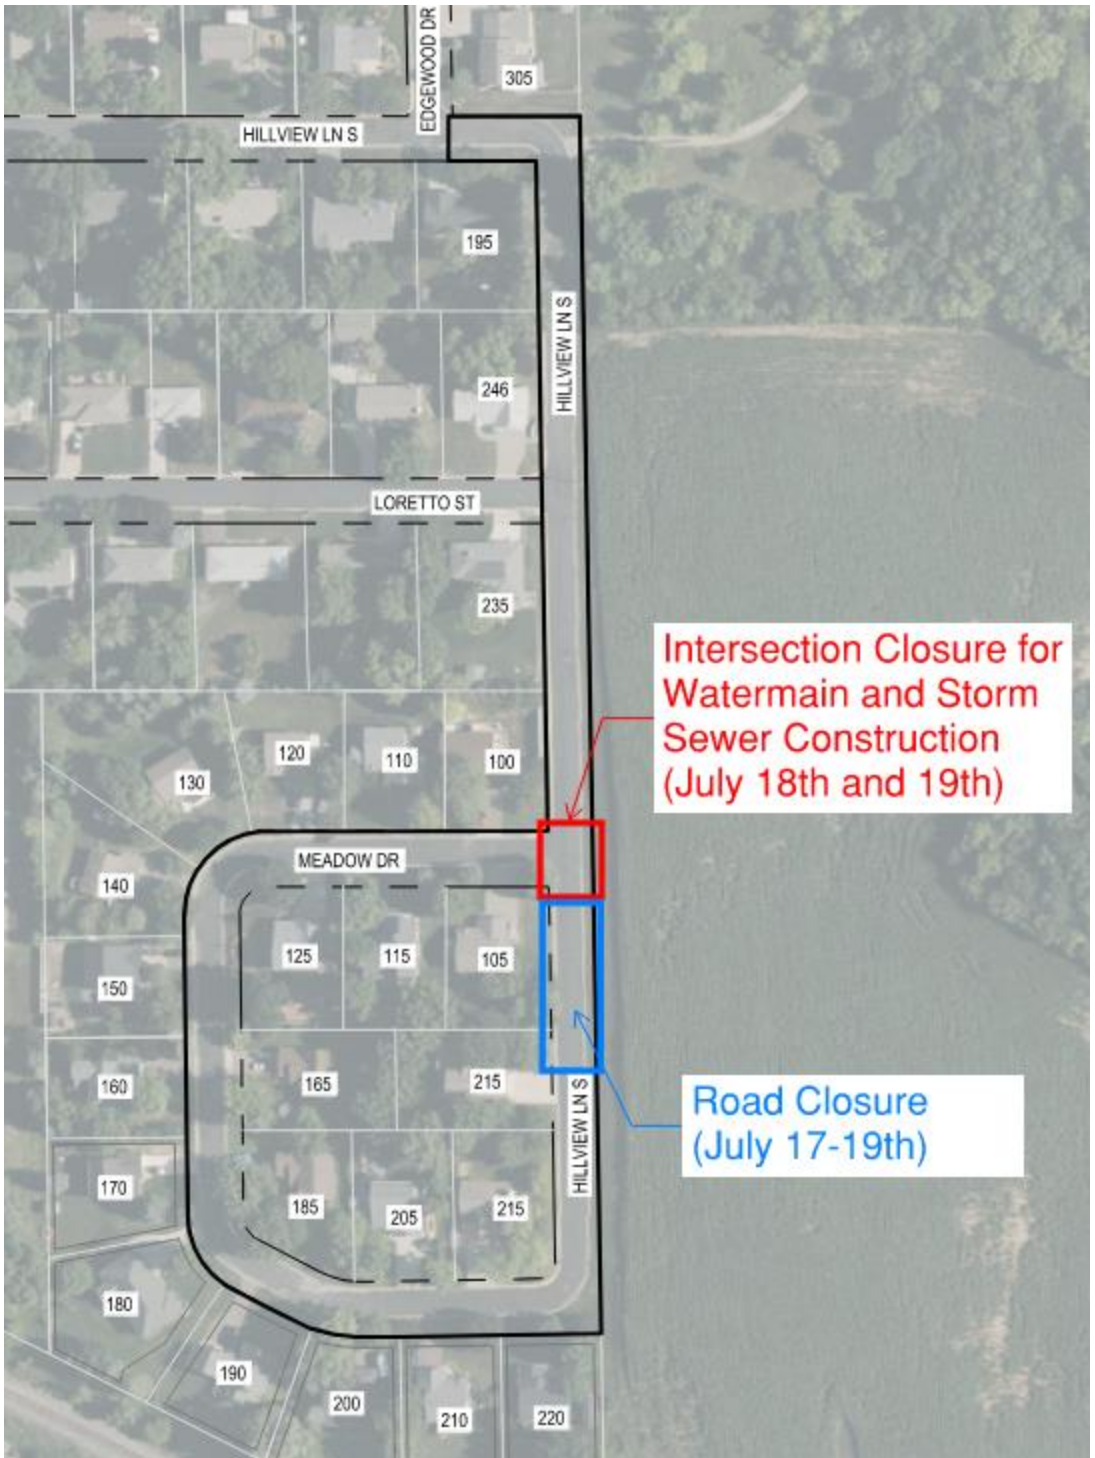 EDGEWOOD DR
305
HILLVIEW LN S
195
HILLVIEW LN S
246
LORETTO ST
235
Intersection Closure for
Watermain and Storm
Sewer Construction
(July 18th and 19th)
120
110
100
130
MEADOW DR
140
125
115
105
150
165
215
160
HILLVIEW LN S
Road Closure
(July 17-19th)
170
185
205
215
180
190
200
210
220